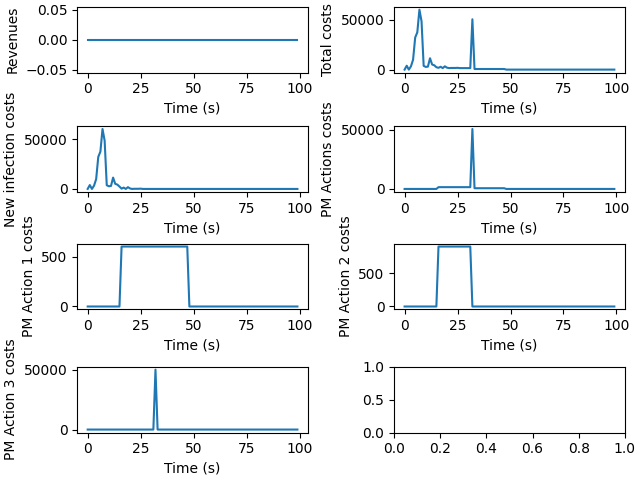 Revenues
0.05
0.00
−0.05
0 25 50 75 100
Time (s)
Total costs
50000
0
0 25 50 75 100
Time (s)
New infection costs
50000
0
0 25 50 75 100
Time (s)
PM Actions costs
50000
0
0 25 50 75 100
Time (s)
PM Action 1 costs
500
0
0 25 50 75 100
Time (s)
PM Action 2 costs
500
0
0 25 50 75 100
Time (s)
PM Action 3 costs
50000
0
0 25 50 75 100
Time (s)
1.0
0.5
0.0
0.0 0.2 0.4 0.6 0.8 1.0